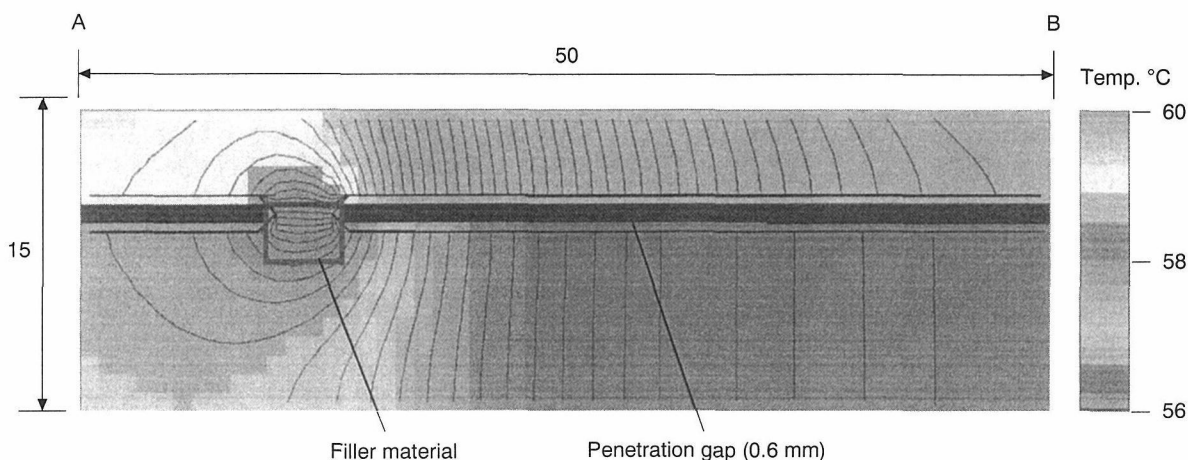 A
B
50
Temp. °C
60
15
58
56
Filler material
Penetration gap (0.6 mm)